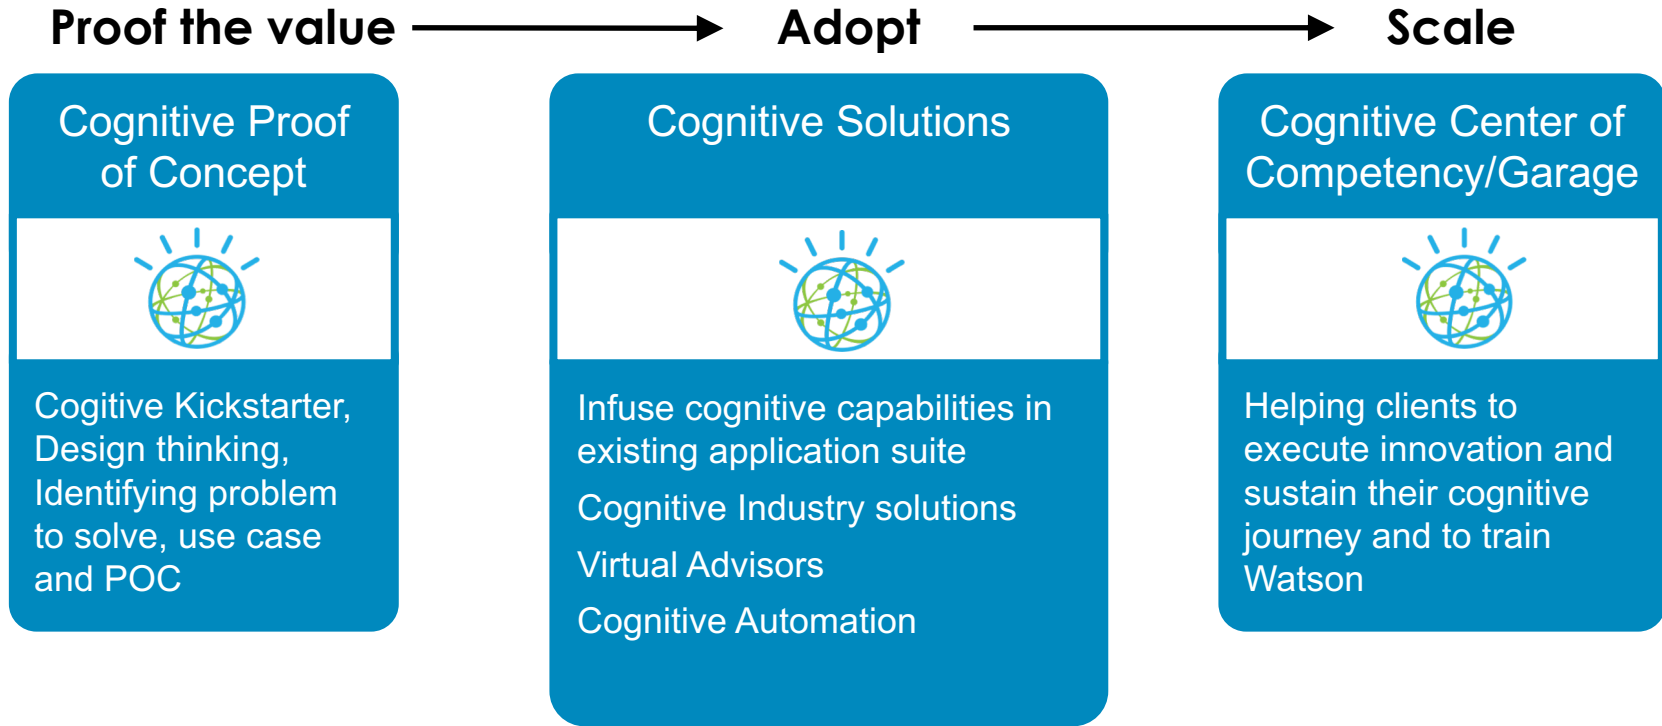 Proof the value
Adopt
Scale
Cognitive Proof
of Concept
Cogitive Kickstarter,
Design thinking,
Identifying problem
to solve, use case
and POC
Cognitive Solutions
Infuse cognitive capabilities in
existing application suite
Cognitive Industry solutions
Virtual Advisors
Cognitive Automation
Cognitive Center of
Competency/Garage
Helping clients to
execute innovation and
sustain their cognitive
journey and to train
Watson